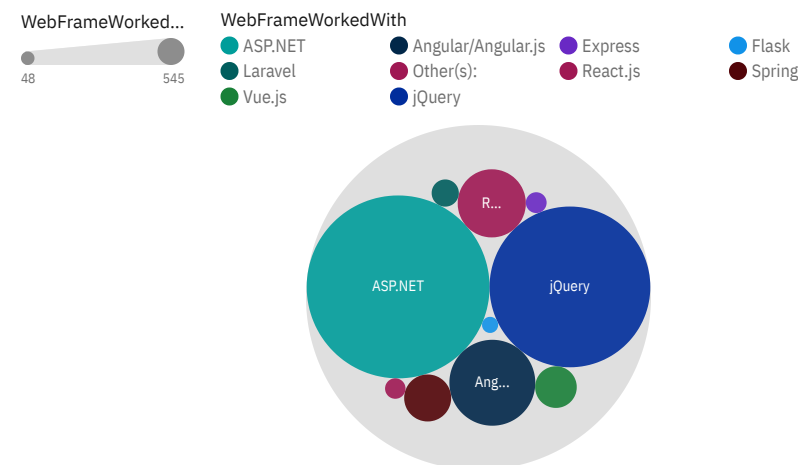 WebFrameWorked...
48 545
WebFrameWorkedWith
ASP.NET Angular/Angular.js Express Flask
Laravel Other(s): React.js Spring
Vue.js jQuery
R...
ASP.NET
jQuery
Ang...